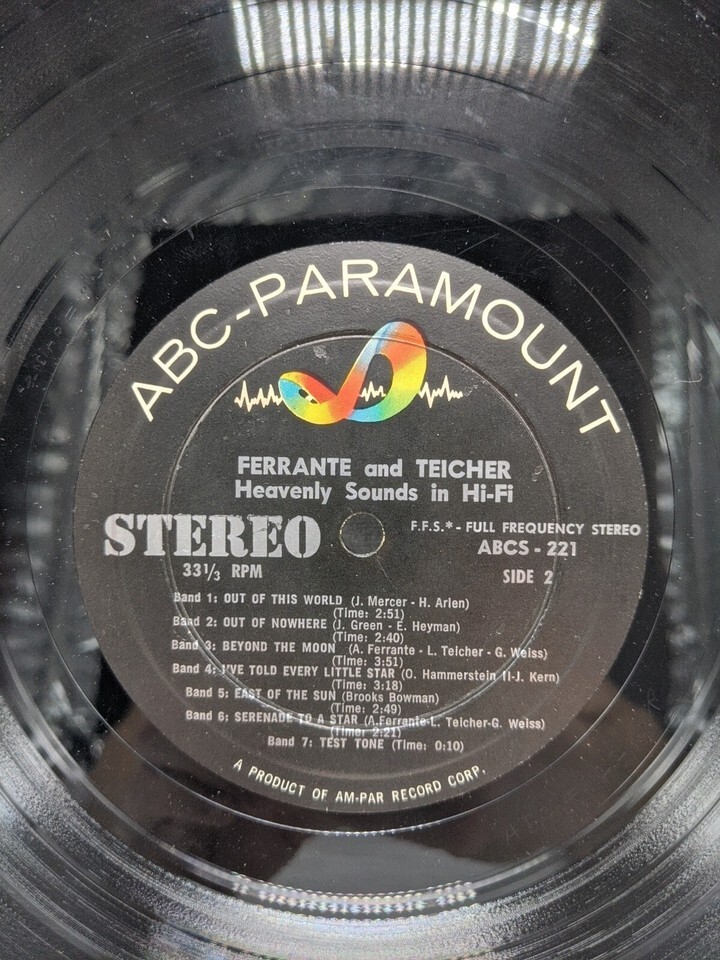 ABC-PARAMOUNT
FERRANTE and TEICHER
Heavenly Sounds in Hi-Fi
STEREO
F.F.S.* - FULL FREQUENCY STEREO
33 1/3 RPM
ABCS - 221
SIDE 2
Band 1: OUT OF THIS WORLD (J. Mercer - H. Arlen)
(Time: 2:51)
Band 2: OUT OF NOWHERE (J. Green - E. Heyman)
(Time: 2:40)
Band 3: BEYOND THE MOON (A. Ferrante - L. Teicher - G. Weiss)
(Time: 3:51)
Band 4: I'VE TOLD EVERY LITTLE STAR (O. Hammerstein II-J. Kern)
(Time: 3:18)
Band 5: EAST OF THE SUN (Brooks Bowman)
(Time: 2:49)
Band 6: SERENADE TO A STAR (A.Ferrante-L. Teicher-G. Weiss)
(Time: 2:21)
Band 7: TEST TONE (Time: 0:10)
A PRODUCT OF AM-PAR RECORD CORP.